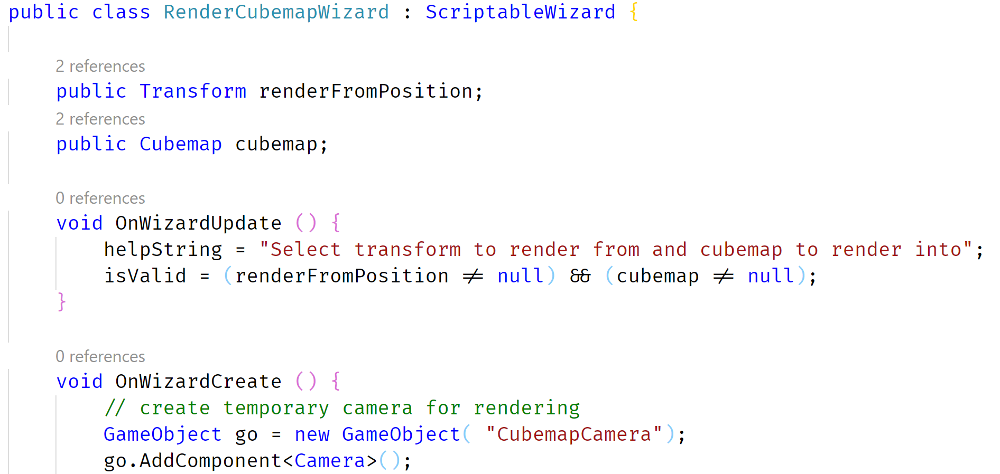 public class RenderCubemapWizard : ScriptableWizard {
2 references
public Transform renderFromPosition;
2 references
public Cubemap cubemap;
0 references
void OnWizardUpdate () {
helpString = "Select transform to render from and cubemap to render into";
isValid = (renderFromPosition != null) && (cubemap != null);
}
0 references
void OnWizardCreate () {
// create temporary camera for rendering
GameObject go = new GameObject( "CubemapCamera");
go.AddComponent<Camera>();